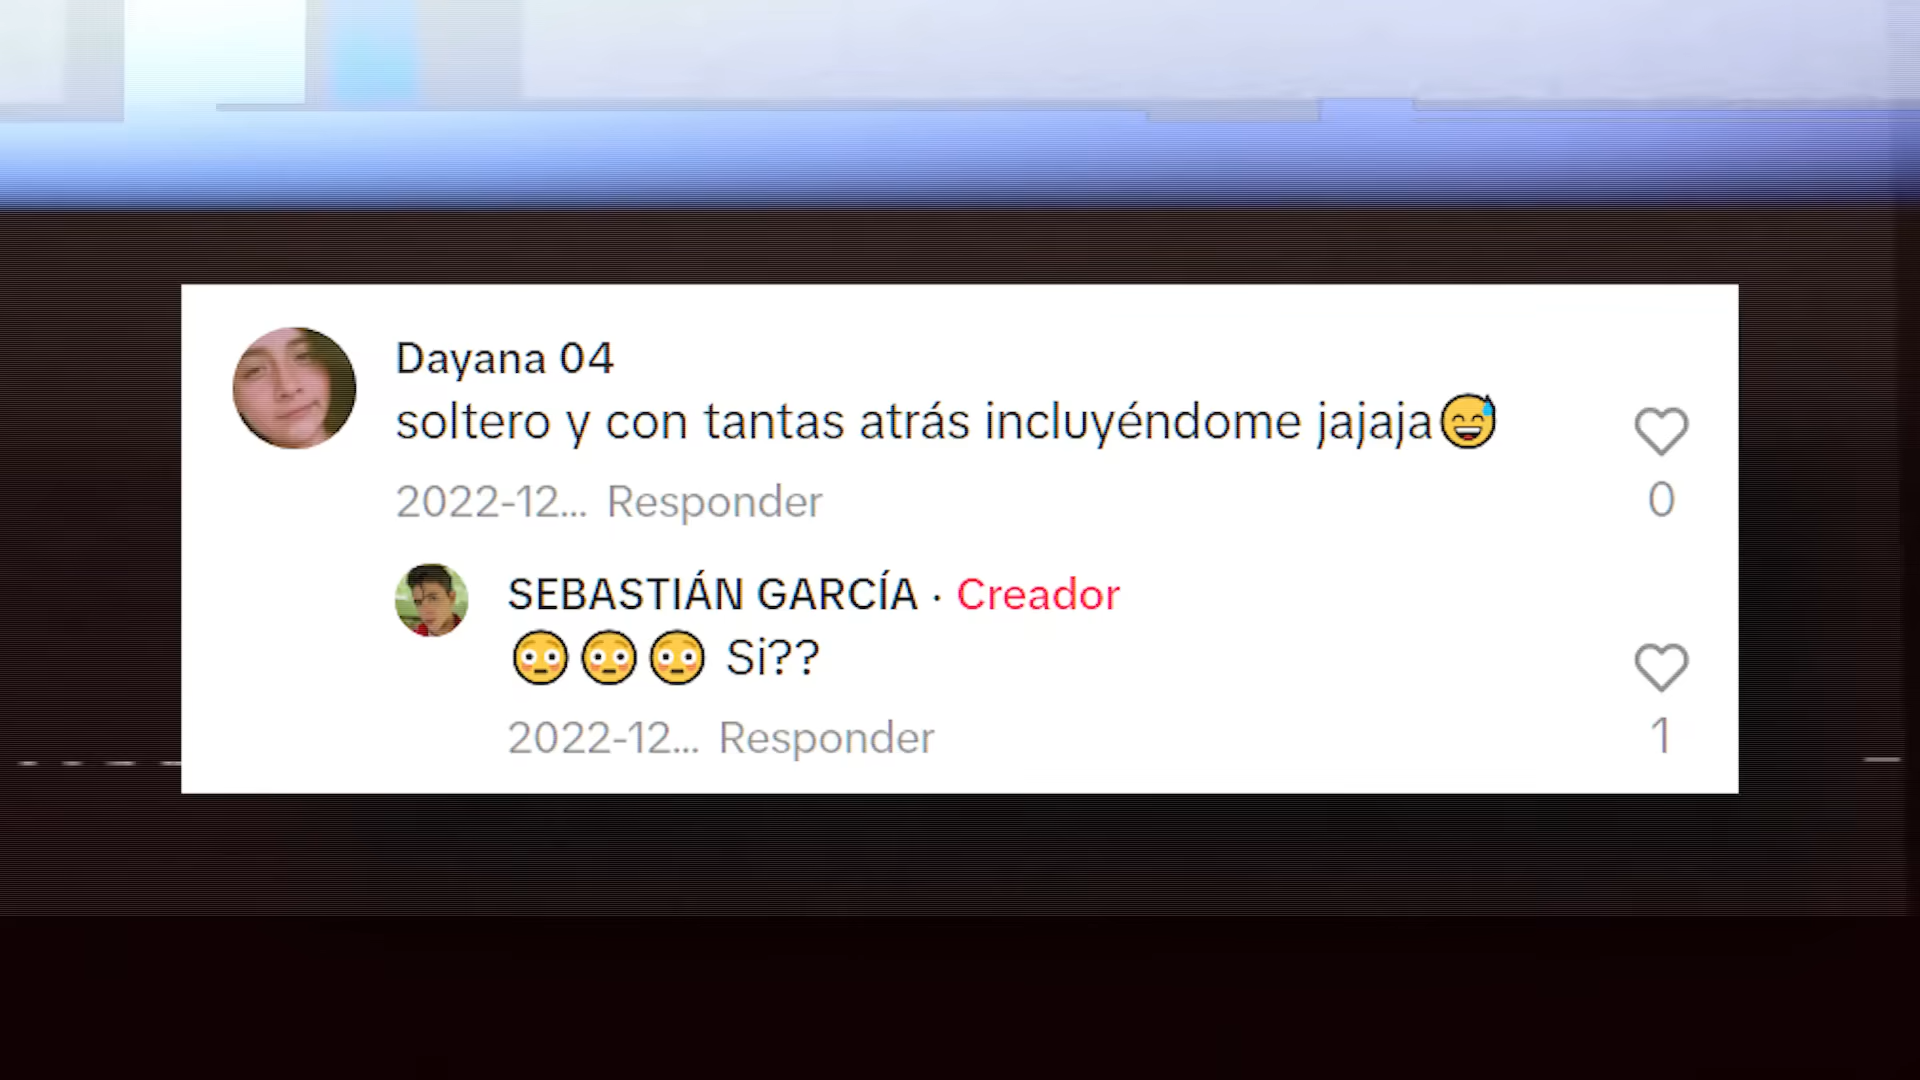 Dayana 04
soltero y con tantas atrás incluyéndome jajaja😅
2022-12... Responder
0
SEBASTIÁN GARCÍA · Creador
😳😳😳 Si??
2022-12... Responder
1